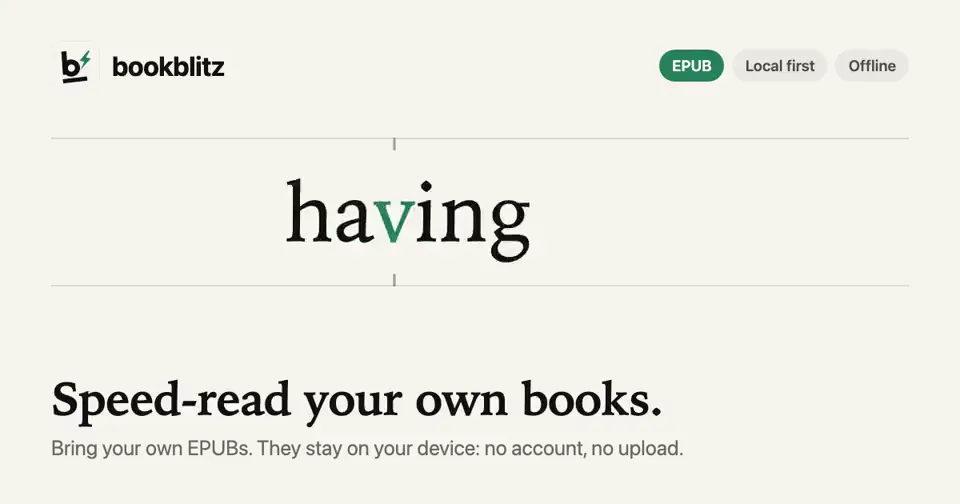 bookblitz
EPUB Local first Offline
having
Speed-read your own books.
Bring your own EPUBs. They stay on your device: no account, no upload.